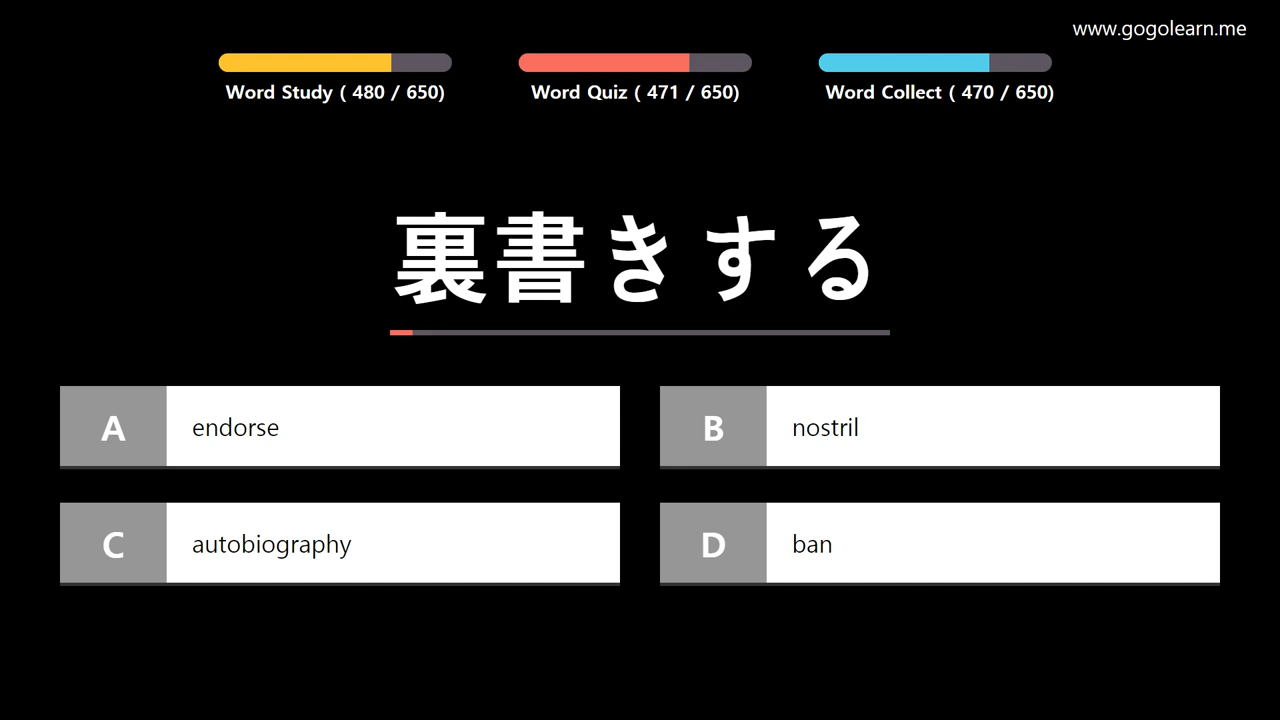 www.gogolearn.me
Word Study ( 480 / 650)
Word Quiz ( 471 / 650)
Word Collect ( 470 / 650)
裏書きする
A endorse
B nostril
C autobiography
D ban